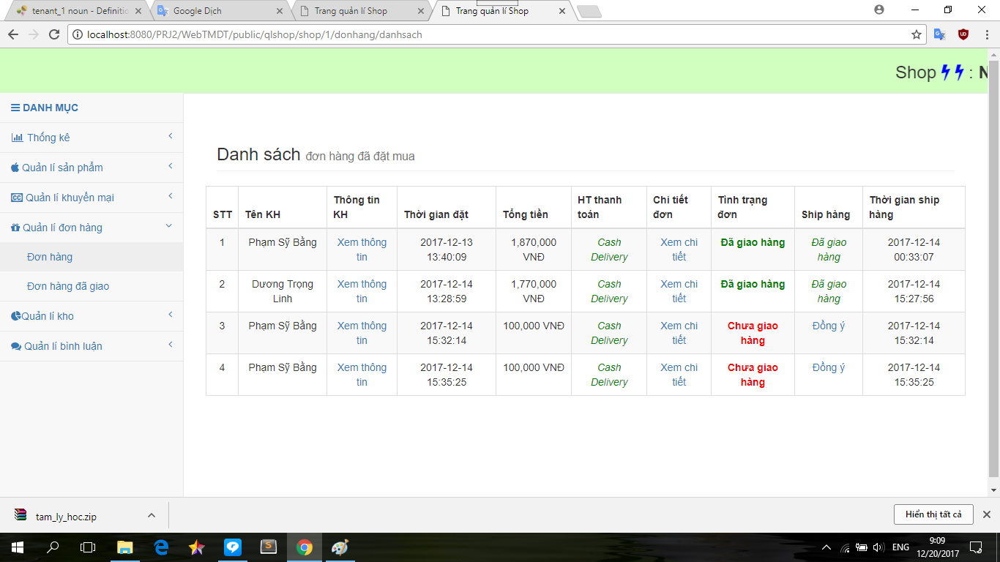 tenant_1 noun - Definitic
Google Dịch
Trang quản lí Shop
Trang quản lí Shop
localhost:8080/PRJ2/WebTMDT/public/qlshop/shop/1/donhang/danhsach
Shop : N
DANH MỤC
Thống kê
Quản lí sản phẩm
Quản lí khuyến mại
Quản lí đơn hàng
Đơn hàng
Đơn hàng đã giao
Quản lí kho
Quản lí bình luận
Danh sách đơn hàng đã đặt mua
STT Tên KH Thông tin KH Thời gian đặt Tổng tiền HT thanh toán Chi tiết đơn Tình trạng đơn Ship hàng Thời gian ship hàng
1 Phạm Sỹ Bằng Xem thông tin 2017-12-13 13:40:09 1,870,000 VNĐ Cash Delivery Xem chi tiết Đã giao hàng Đã giao hàng 2017-12-14 00:33:07
2 Dương Trọng Linh Xem thông tin 2017-12-14 13:28:59 1,770,000 VNĐ Cash Delivery Xem chi tiết Đã giao hàng Đã giao hàng 2017-12-14 15:27:56
3 Phạm Sỹ Bằng Xem thông tin 2017-12-14 15:32:14 100,000 VNĐ Cash Delivery Xem chi tiết Chưa giao hàng Đồng ý 2017-12-14 15:32:14
4 Phạm Sỹ Bằng Xem thông tin 2017-12-14 15:35:25 100,000 VNĐ Cash Delivery Xem chi tiết Chưa giao hàng Đồng ý 2017-12-14 15:35:25
tam_ly_hoc.zip
Hiển thị tất cả
ENG
9:09
12/20/2017